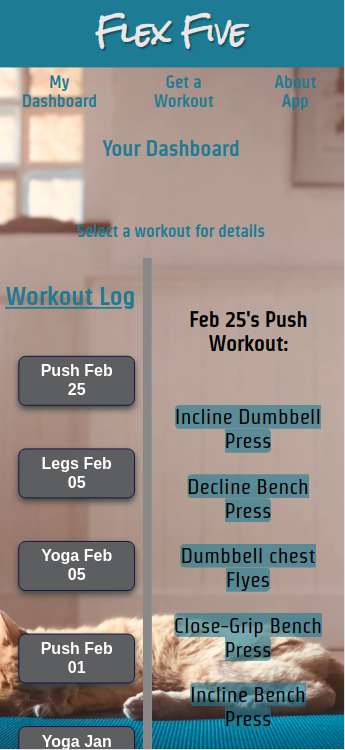 Flex Five
My
Dashboard
Get a
Workout
About
App
Your Dashboard
Select a workout for details
Workout Log
Push Feb
25
Legs Feb
05
Yoga Feb
05
Push Feb
01
Yoga Jan
Feb 25's Push
Workout:
Incline Dumbbell
Press
Decline Bench
Press
Dumbbell chest
Flyes
Close-Grip Bench
Press
Incline Bench
Press